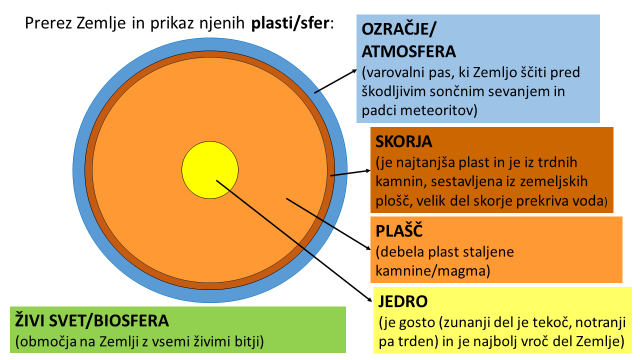 Prerez Zemlje in prikaz njenih plasti/sfer:
OZRAČJE/
ATMOSFERA
(varovalni pas, ki Zemljo ščiti pred
škodljivim sončnim sevanjem in
padci meteoritov)
SKORJA
(je najtanjša plast in je iz trdnih
kamnin, sestavljena iz zemeljskih
plošč, velik del skorje prekriva voda)
PLAŠČ
(debela plast staljene
kamnine/magma)
JEDRO
(je gosto (zunanji del je tekoč, notranji
pa trden) in je najbolj vroč del Zemlje)
ŽIVI SVET/BIOSFERA
(območja na Zemlji z vsemi živimi bitji)